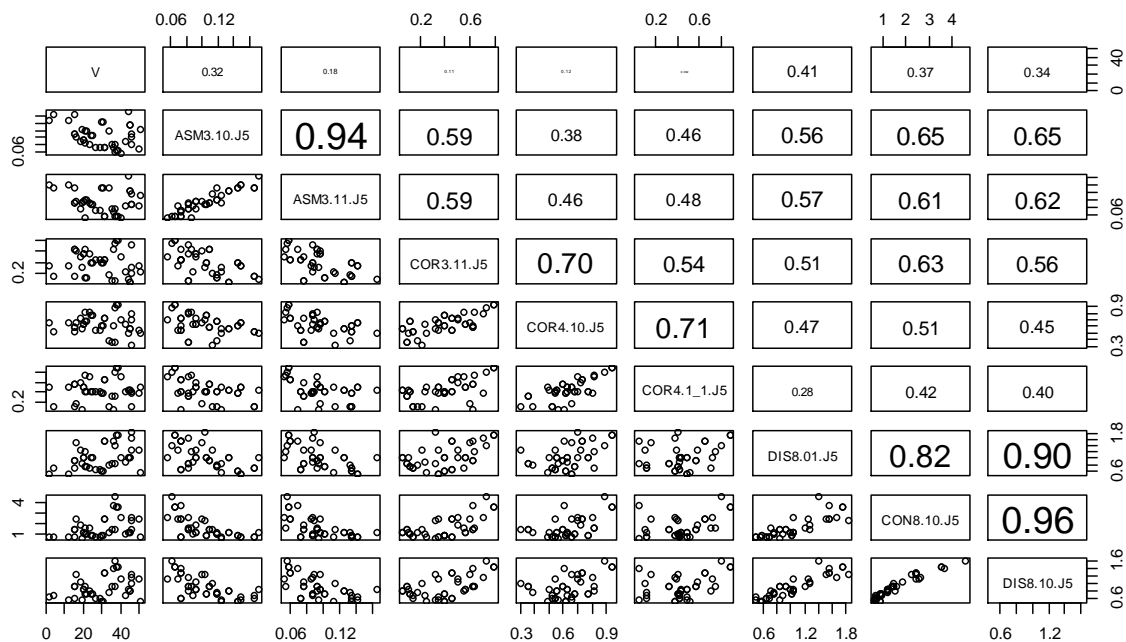 0.06 0.12 0.2 0.6 0.2 0.6 1 2 3 4
V 0.32 0.18 0.11 0.12 0.41 0.37 0.34 0 40
0.06 ASM3.10.J5 0.94 0.59 0.38 0.46 0.56 0.65 0.65
ASM3.11.J5 0.59 0.46 0.48 0.57 0.61 0.62 0.06
0.2 COR3.11.J5 0.70 0.54 0.51 0.63 0.56
COR4.10.J5 0.71 0.47 0.51 0.45 0.3 0.9
0.2 COR4.1_1.J5 0.28 0.42 0.40
DIS8.01.J5 0.82 0.90 0.6 1.8
1 4 CON8.10.J5 0.96
DIS8.10.J5 0.6 1.6
0 20 40 0.06 0.12 0.3 0.6 0.9 0.6 1.2 1.8 0.6 1.2